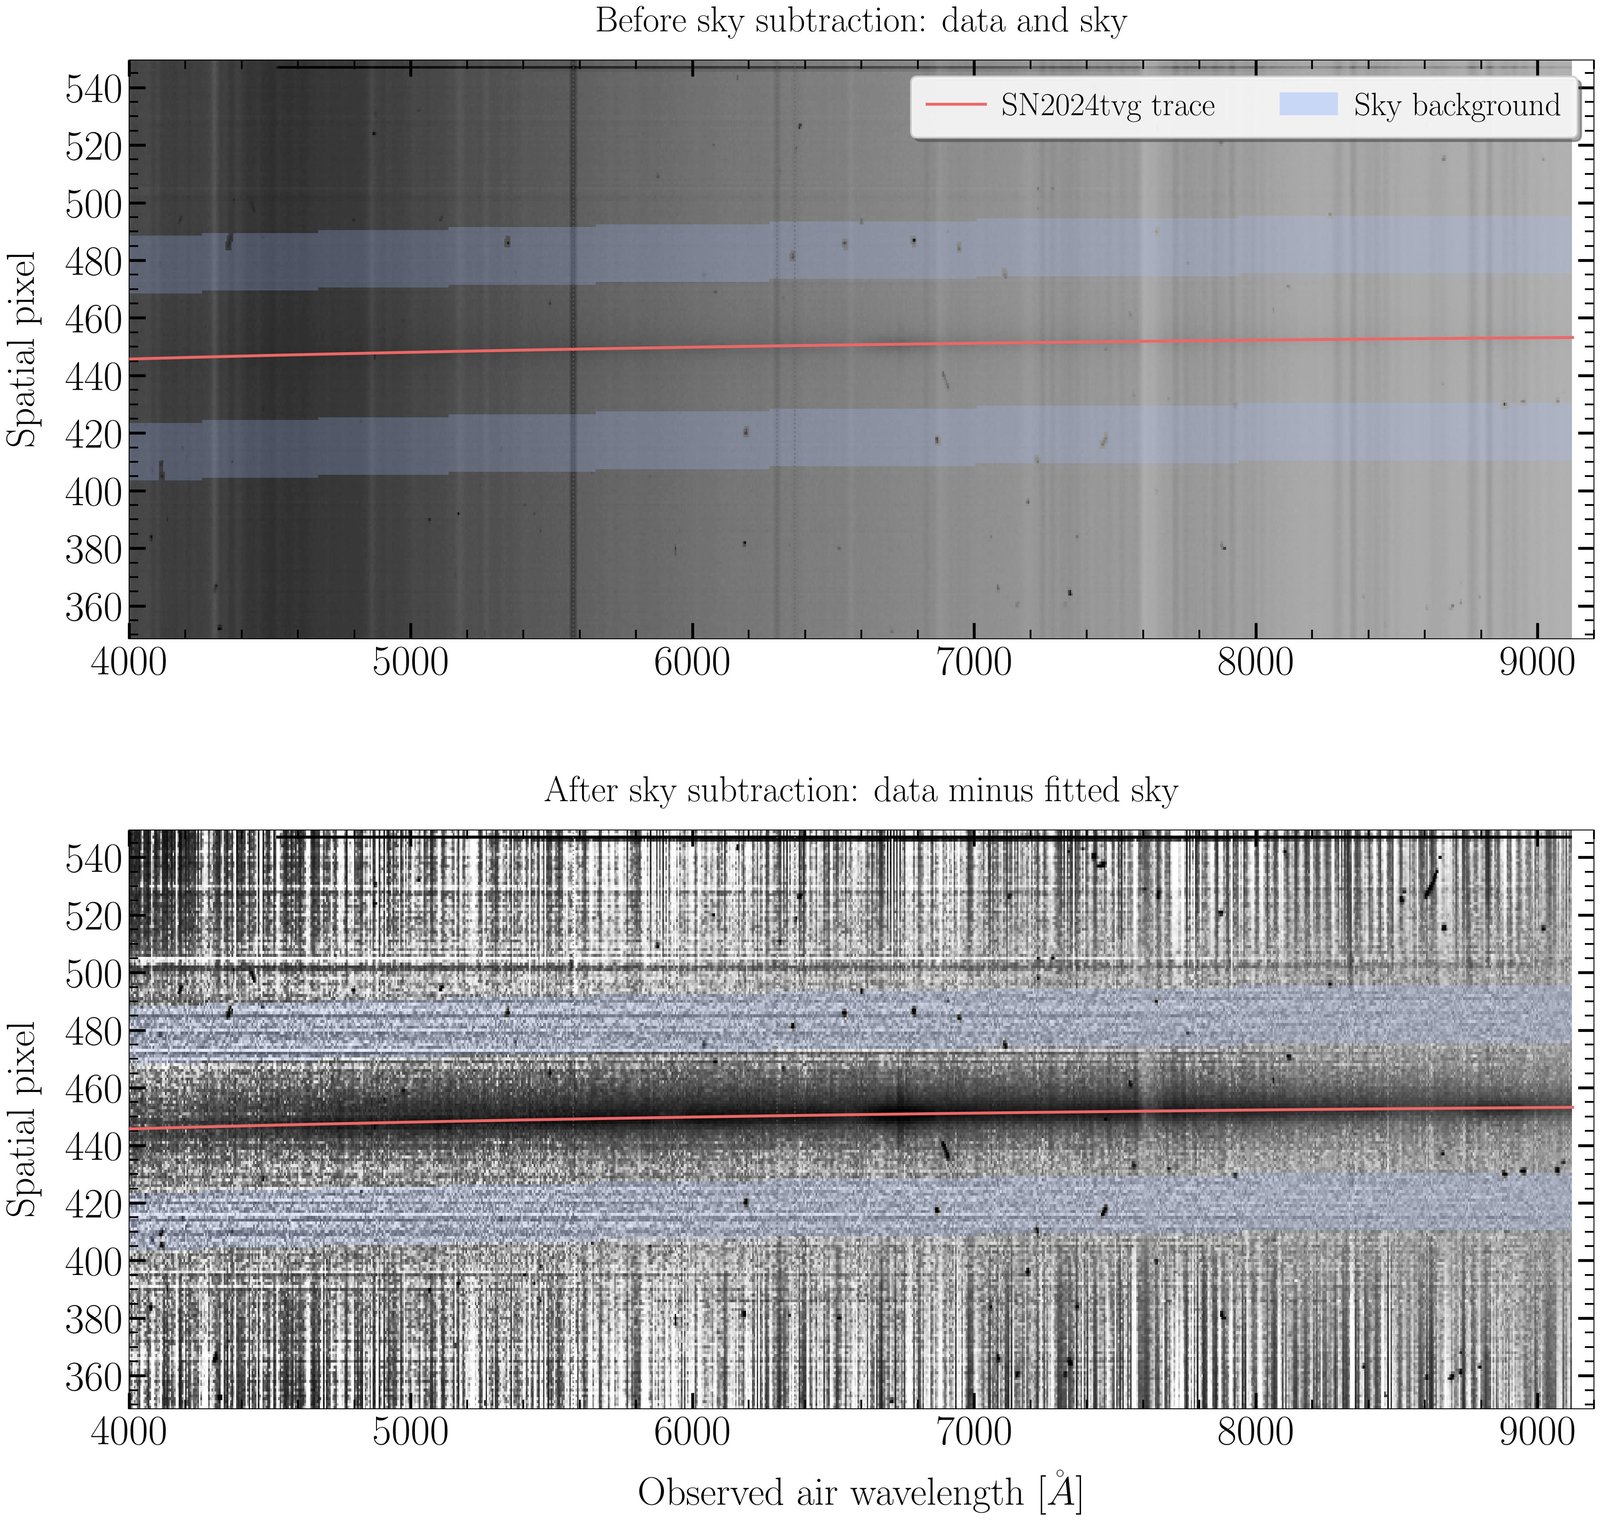 Before sky subtraction: data and sky
SN2024tvg trace
Sky background
540
520
500
480
460
440
420
400
380
360
Spatial pixel
4000 5000 6000 7000 8000 9000
After sky subtraction: data minus fitted sky
540
520
500
480
460
440
420
400
380
360
Spatial pixel
4000 5000 6000 7000 8000 9000
Observed air wavelength [Å]